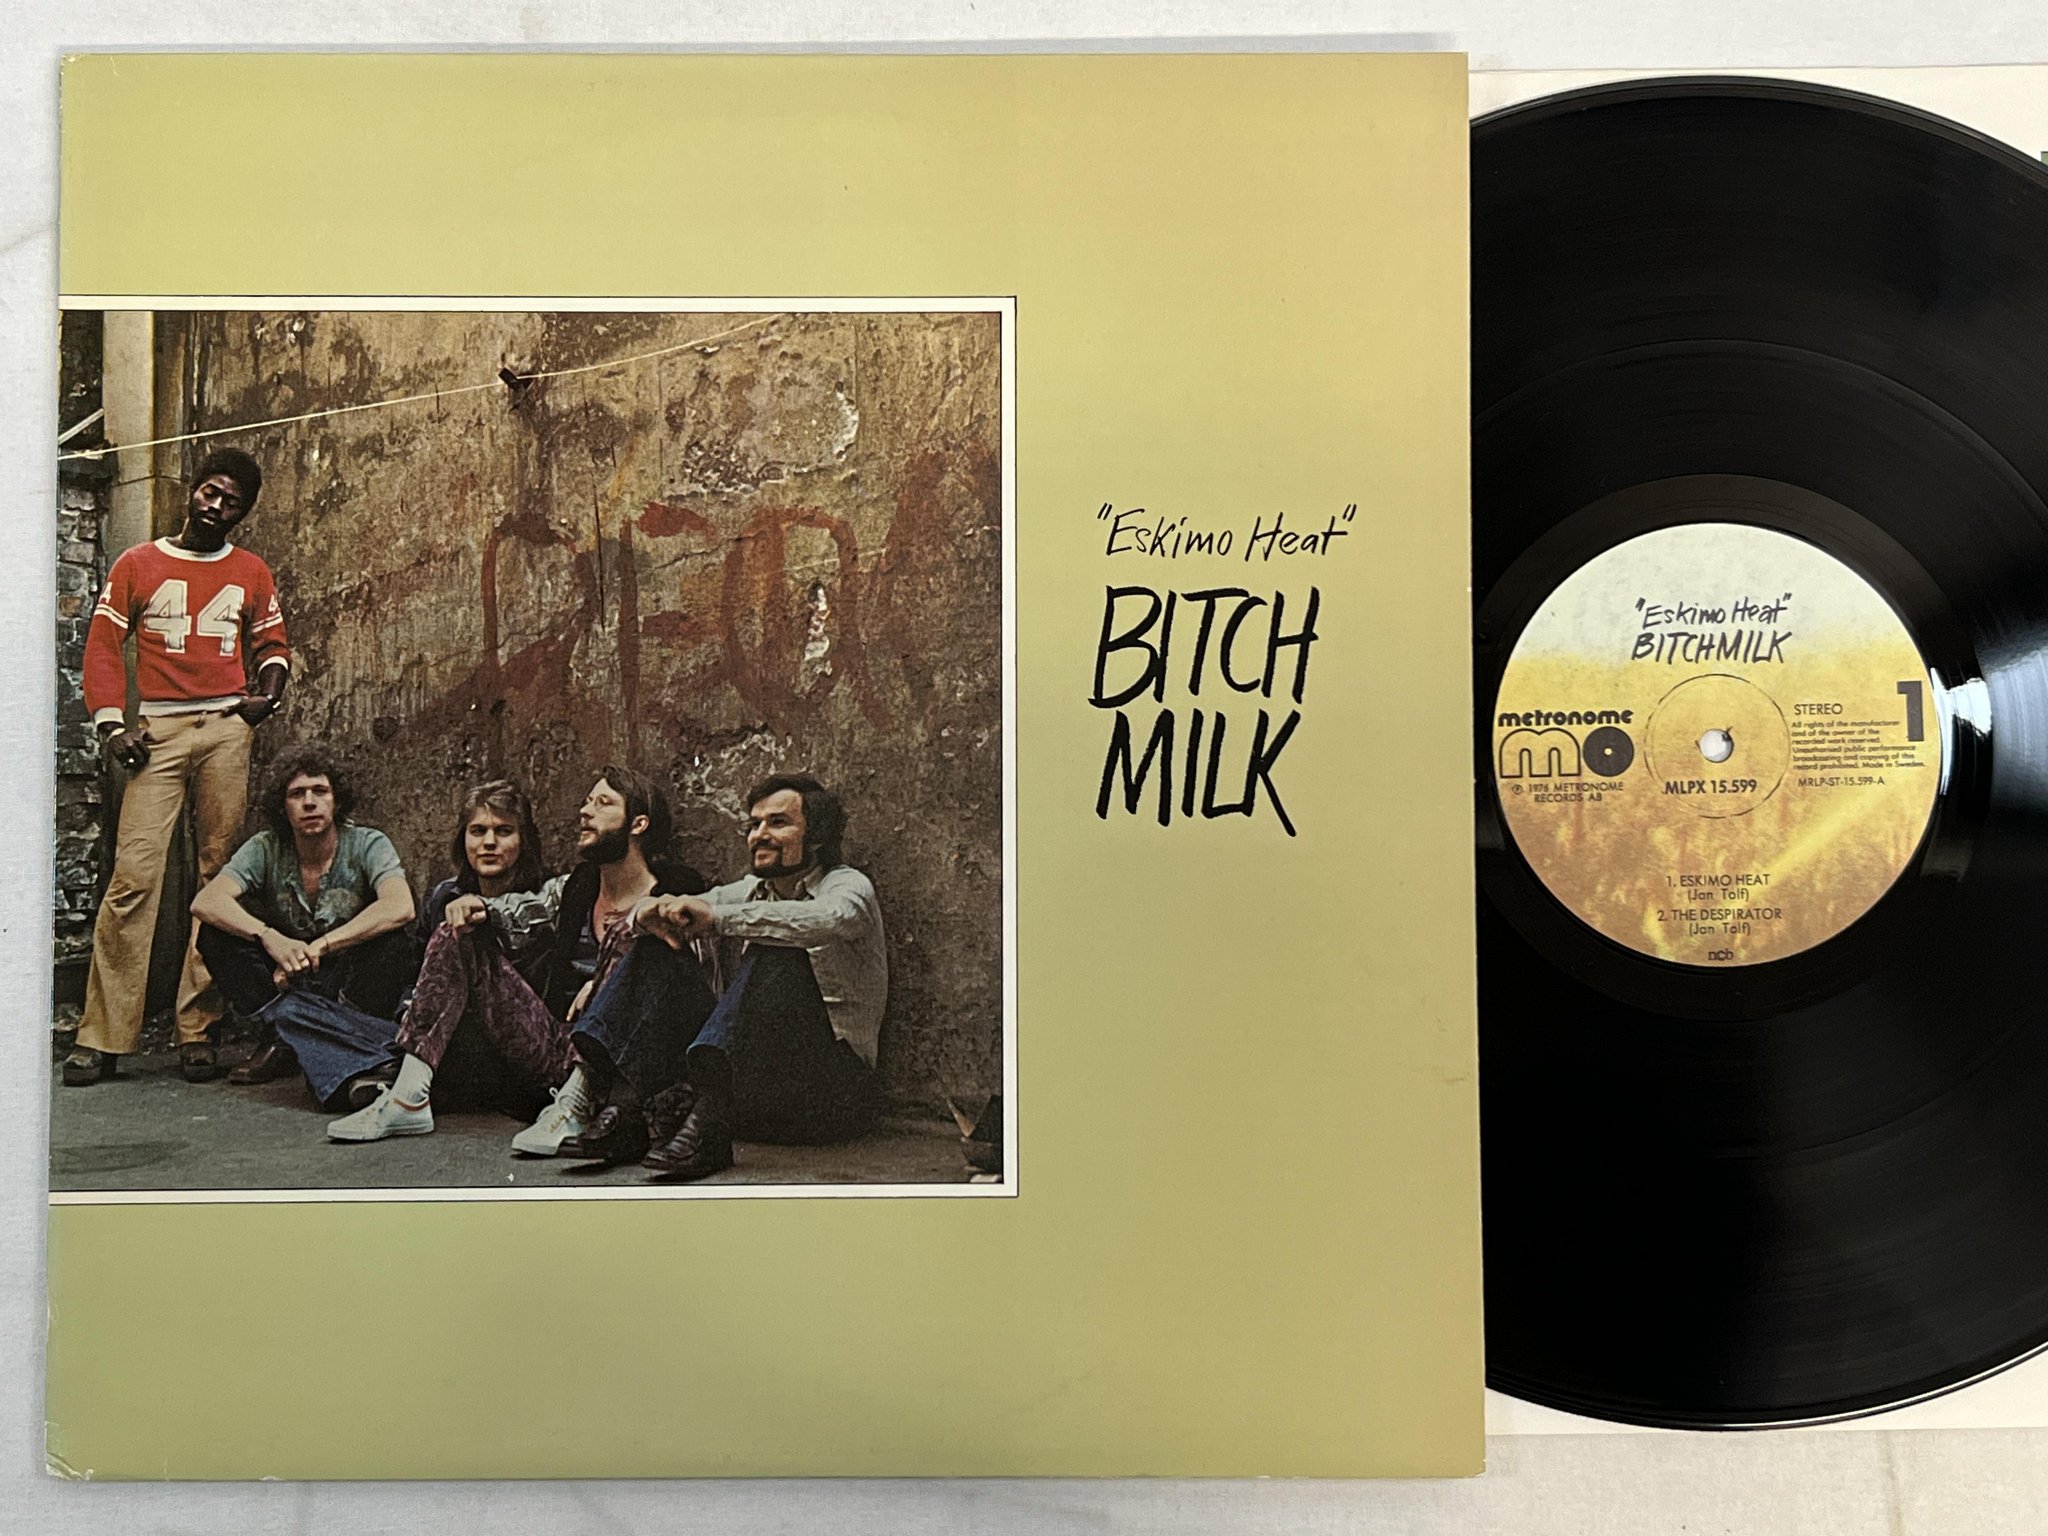 44
4
"Eskimo Heat"
BITCH
MILK
"Eskimo Heat"
BITCHMILK
metronome
℗ 1976 METRONOME
RECORDS AB
MLPX 15.599
STEREO
1
All rights of the manufacturer
and of the owner of the
recorded work reserved.
Unauthorised public performance
broadcasting and copying of this
record prohibited. Made in Sweden.
MRLP-ST-15.599-A
1. ESKIMO HEAT
(Jan Tolf)
2. THE DESPIRATOR
(Jan Tolf)
ncb